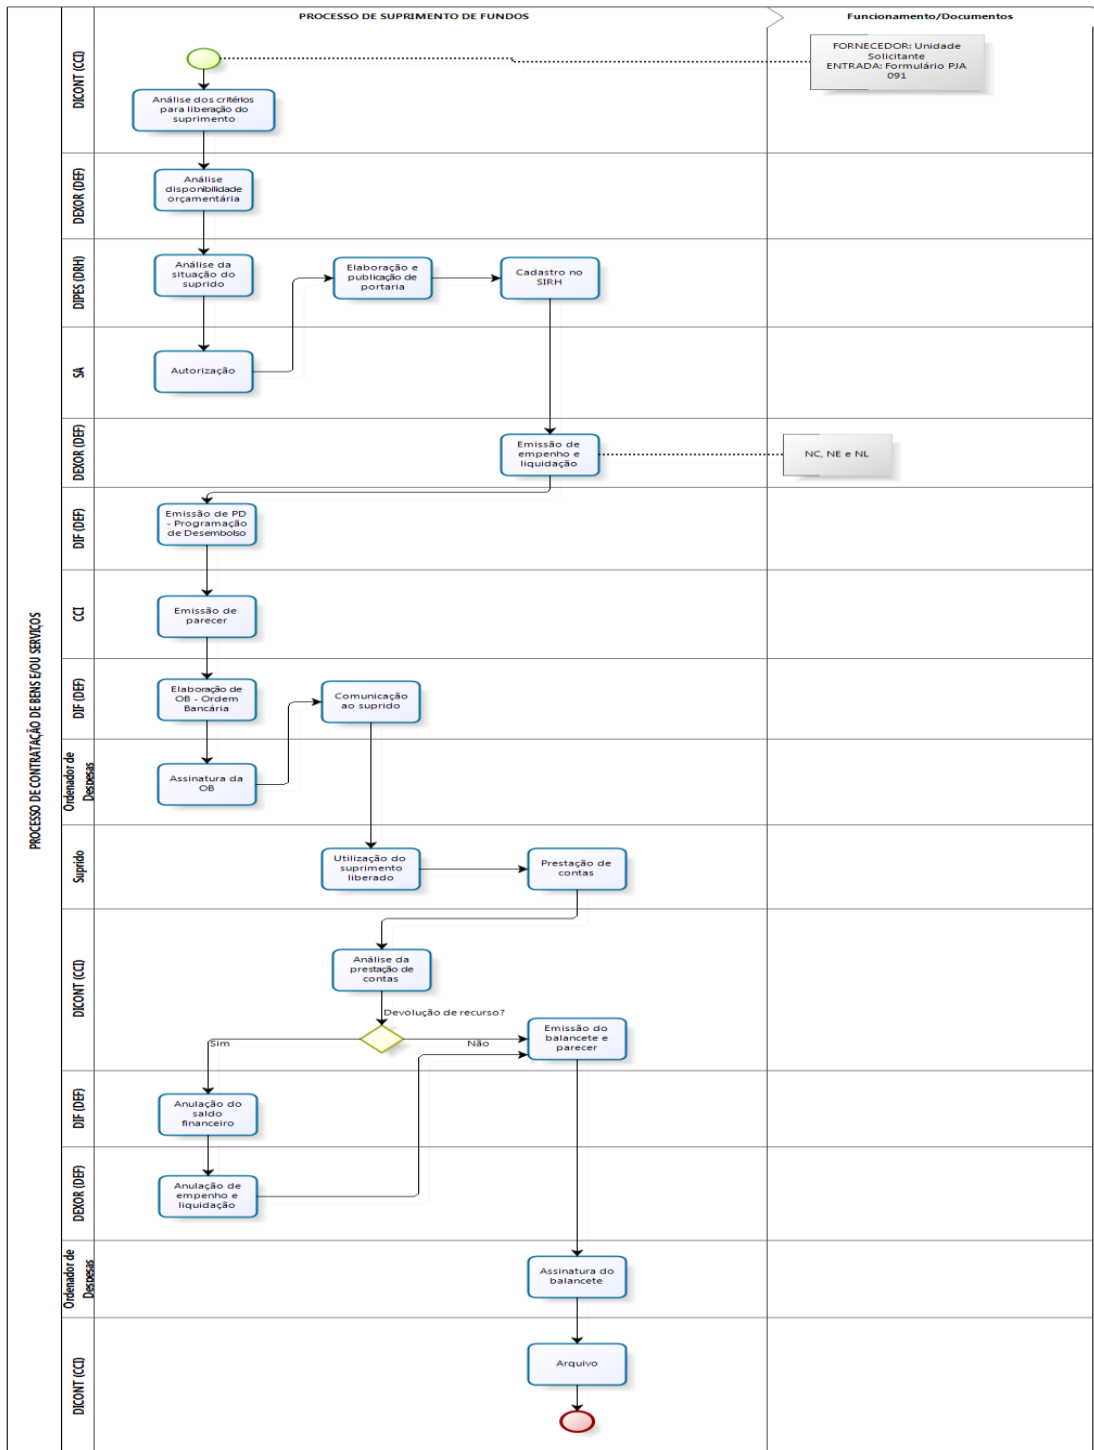 PROCESSO DE SUPRIMENTO DE FUNDOS
Funcionamento/Documentos
PROCESSO DE CONTRATAÇÃO DE BENS E/OU SERVIÇOS
DICONT (CCI)
FORNECEDOR: Unidade
Solicitante
ENTRADA: Formulário PJA
091
Análise dos critérios
para liberação do
suprimento
DEXOR (DEF)
Análise
disponibilidade
orçamentária
DIPES (DRH)
Análise da
situação do
suprido
Elaboração e
publicação de
portaria
Cadastro no
SIRH
SA
Autorização
DEXOR (DEF)
Emissão de
empenho e
liquidação
NC, NE e NL
DIF (DEF)
Emissão de PD
- Programação
de Desembolso
CCI
Emissão de
parecer
DIF (DEF)
Elaboração de
OB - Ordem
Bancária
Comunicação
ao suprido
Ordenador de
Despesas
Assinatura da
OB
Suprido
Utilização do
suprimento
liberado
Prestação de
contas
DICONT (CCI)
Análise da
prestação de
contas
Devolução de recurso?
Sim
Não
Emissão do
balancete e
parecer
DIF (DEF)
Anulação do
saldo
financeiro
DEXOR (DEF)
Anulação de
empenho e
liquidação
Ordenador de
Despesas
Assinatura do
balancete
DICONT (CCI)
Arquivo